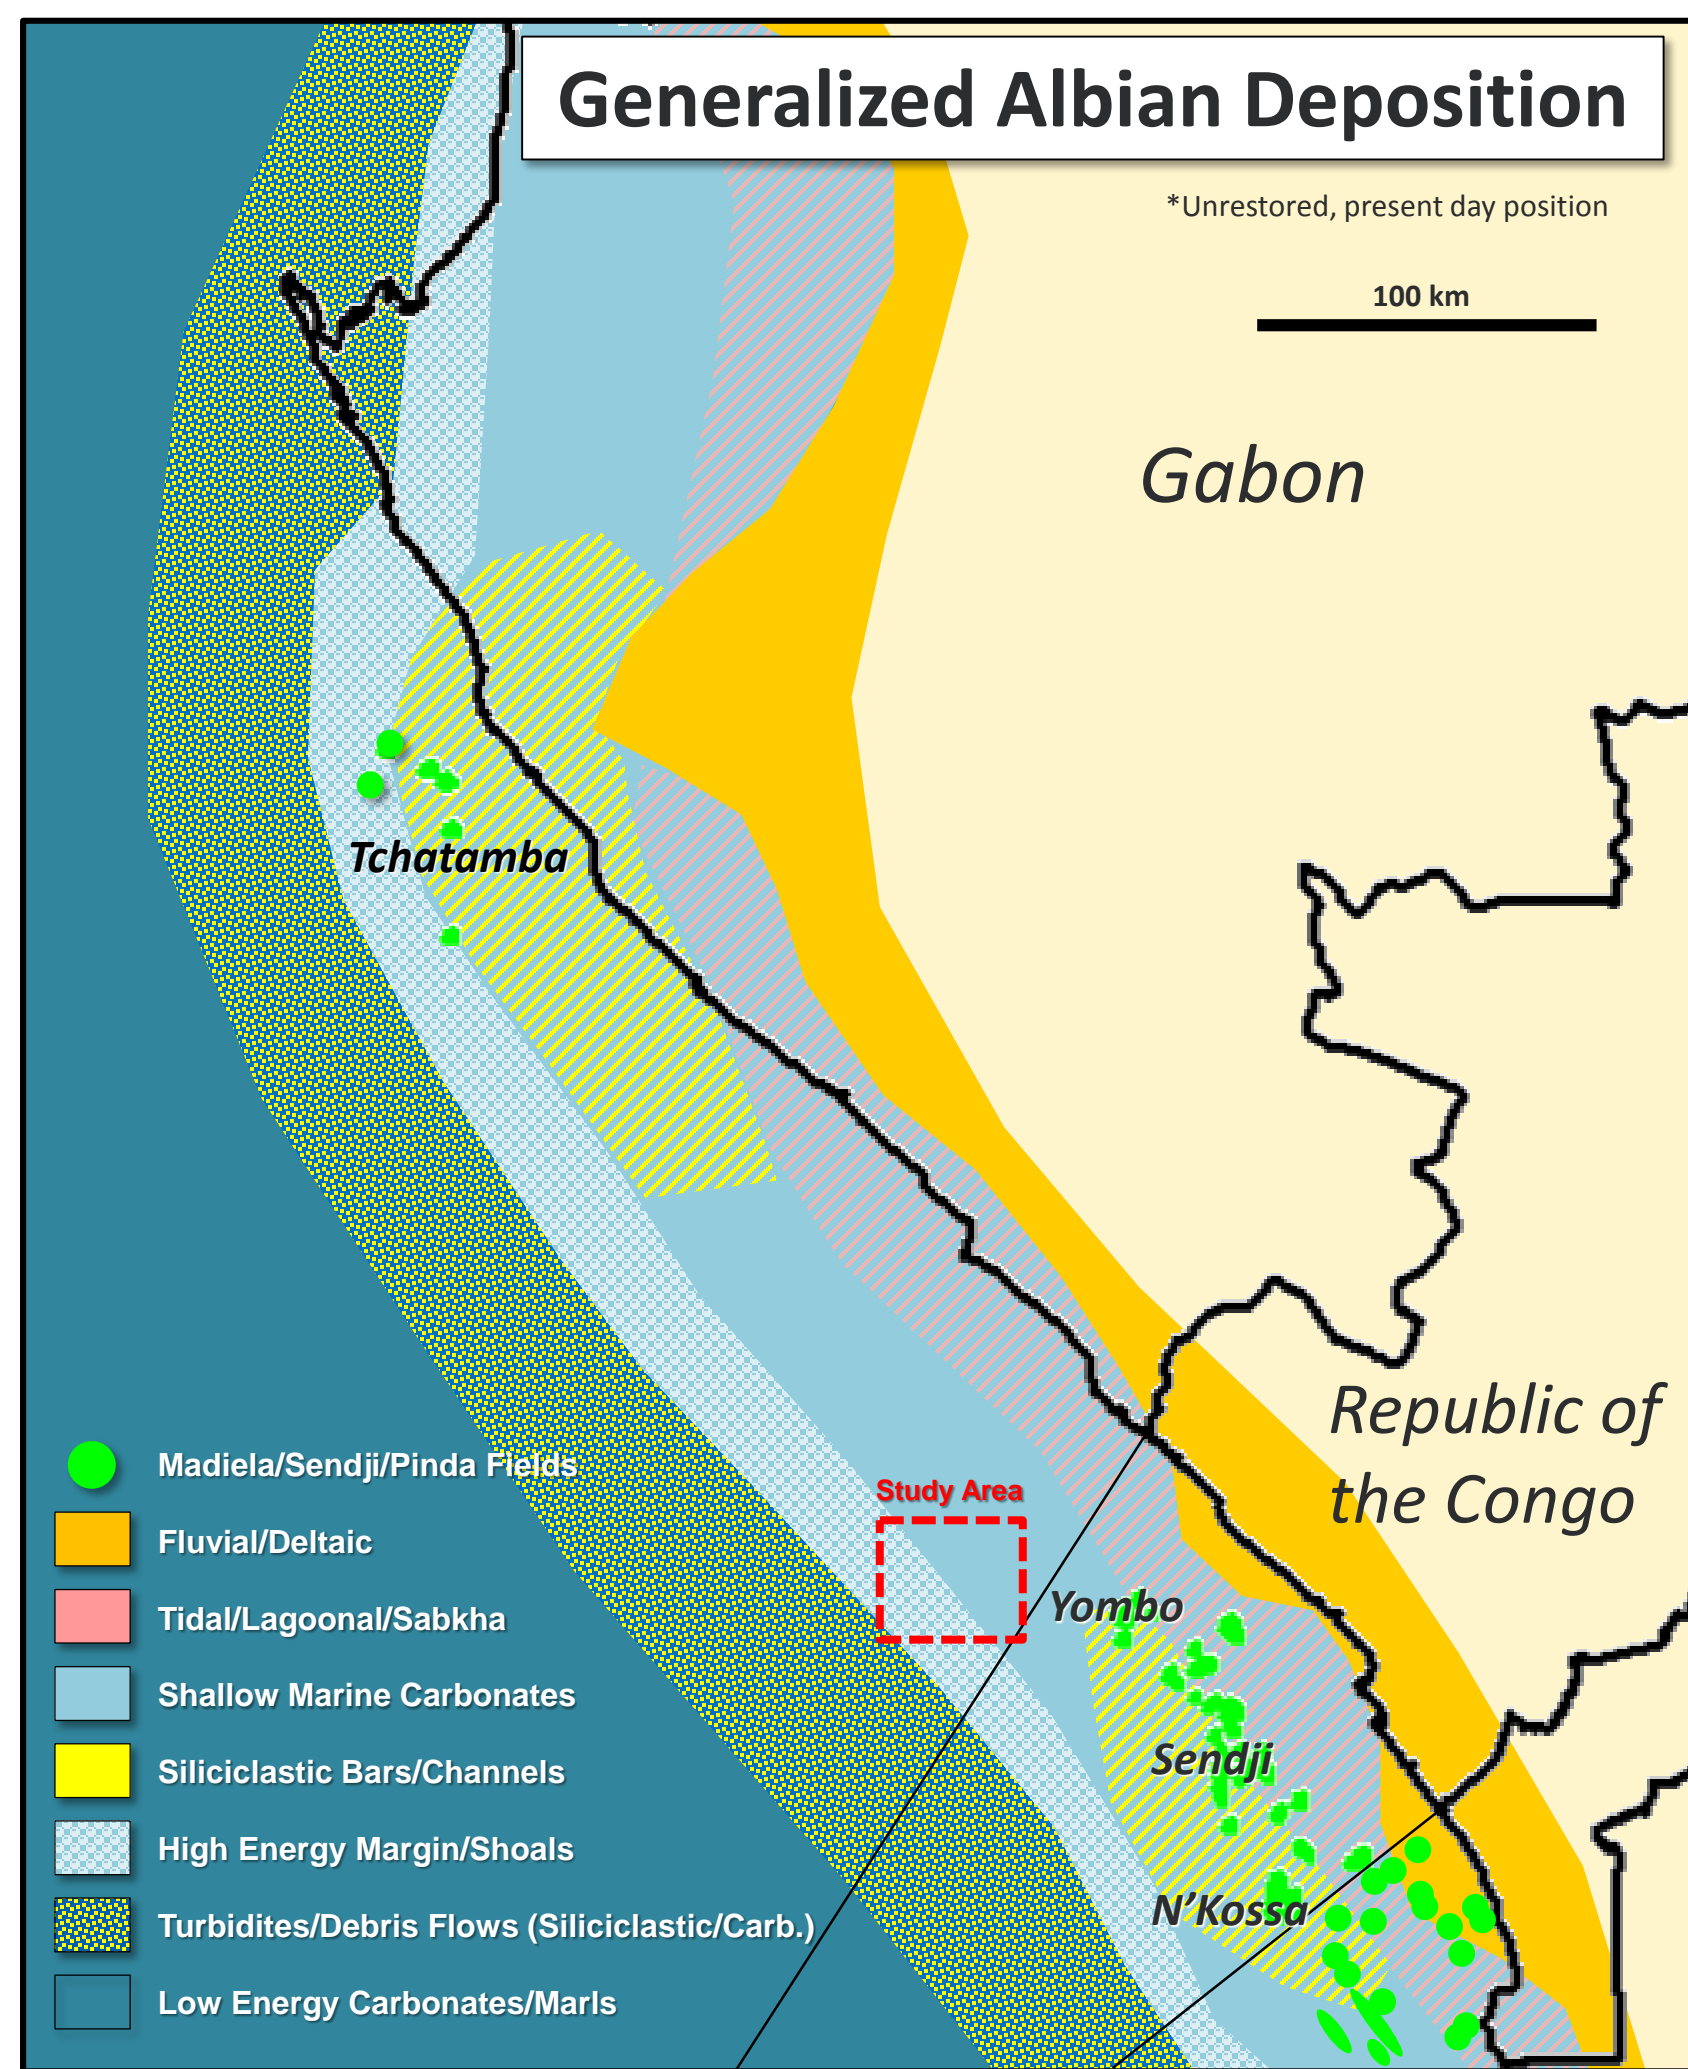 Generalized Albian Deposition
*Unrestored, present day position
100 km
Gabon
Tchatamba
Republic of
the Congo
Study Area
Yombo
Sendji
N'Kossa
Madiela/Sendji/Pinda Fields
Fluvial/Deltaic
Tidal/Lagoonal/Sabkha
Shallow Marine Carbonates
Siliciclastic Bars/Channels
High Energy Margin/Shoals
Turbidites/Debris Flows (Siliciclastic/Carb.)
Low Energy Carbonates/Marls